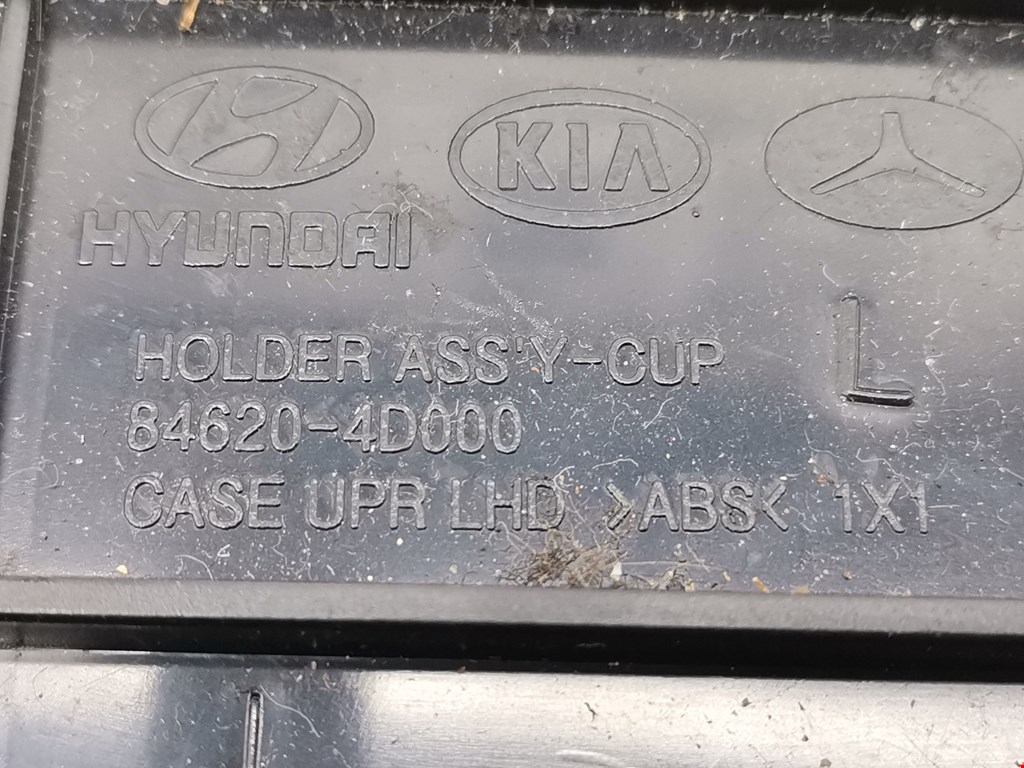 KIA
HYUNDAI
L
HOLDER ASS'Y-CUP
84620-4D000
CASE UPR LHD >ABS< 1X1